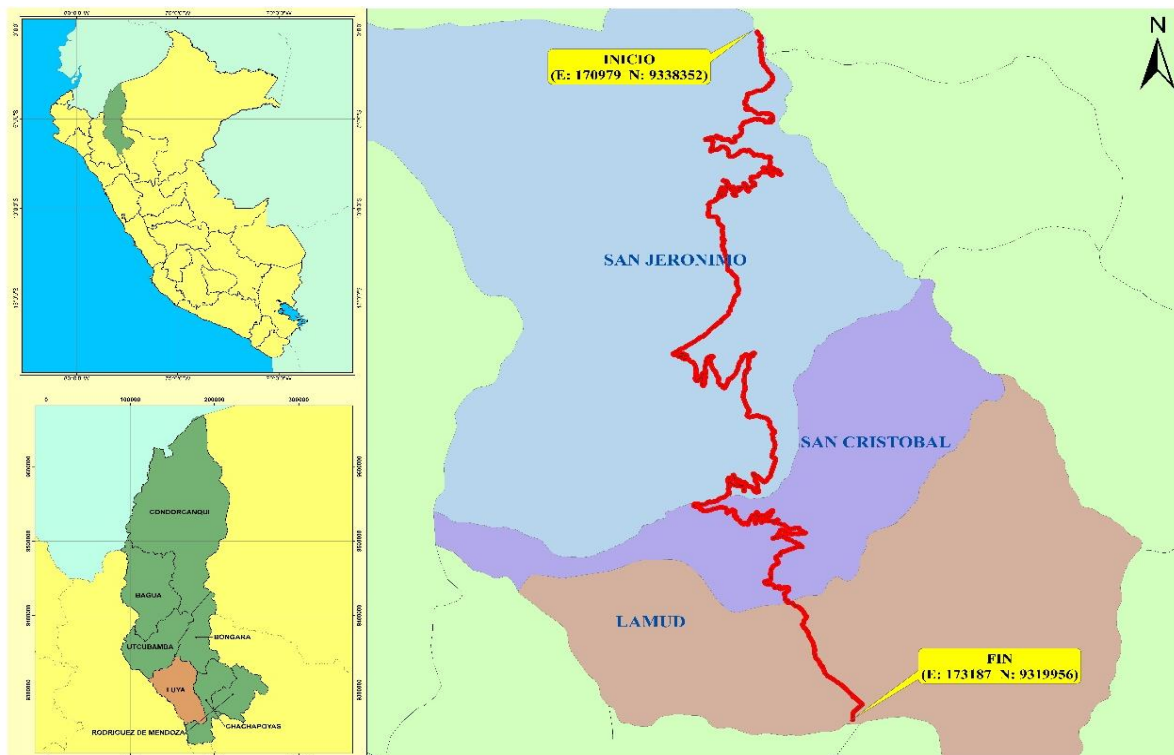 0
100000
200000
300000
CONDORCANQUI
BAGUA
BONGARA
UTCUBAMBA
LUYA
CHACHAPOYAS
RODRIGUEZ DE MENDOZA
N
INICIO
(E: 170979 N: 9338352)
SAN JERONIMO
SAN CRISTOBAL
LAMUD
FIN
(E: 173187 N: 9319956)